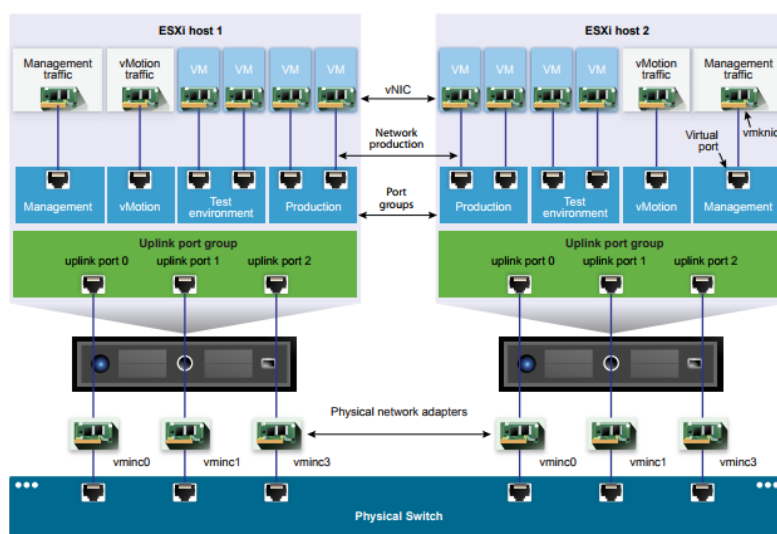 ESXi host 1
ESXi host 2
Management
traffic
vMotion
traffic
VM
VM
VM
VM
vNIC
VM
VM
VM
VM
vMotion
traffic
Management
traffic
Network
production
Virtual
port
vmknic
Management
vMotion
Test
environment
Production
Port
groups
Production
Test
environment
vMotion
Management
Uplink port group
Uplink port group
uplink port 0
uplink port 1
uplink port 2
uplink port 0
uplink port 1
uplink port 2
Physical network adapters
vminc0
vminc1
vminc3
vminc0
vminc1
vminc3
Physical Switch